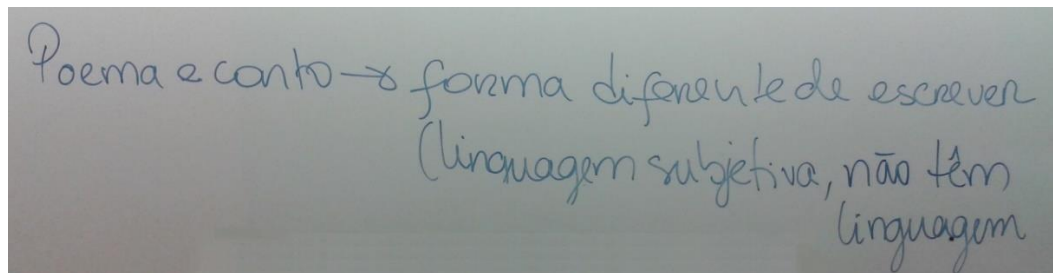 Poema e conto → forma diferente de escrever
(linguagem subjetiva, não têm
linguagem